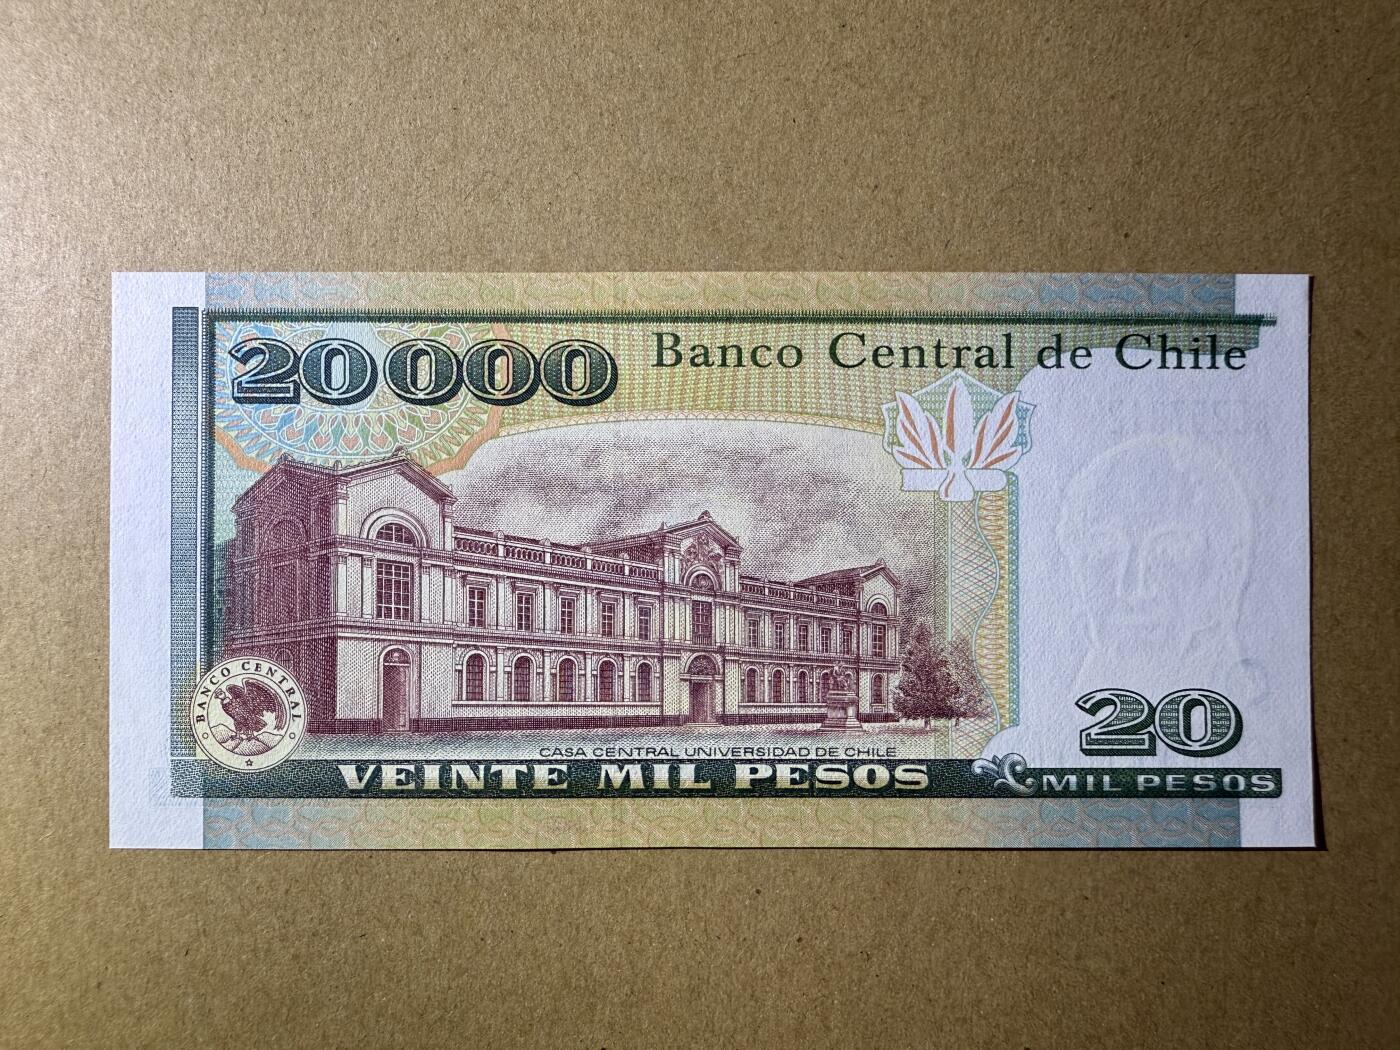 20000
Banco Central de Chile
BANCO CENTRAL
CASA CENTRAL UNIVERSIDAD DE CHILE
VEINTE MIL PESOS
20
MIL PESOS